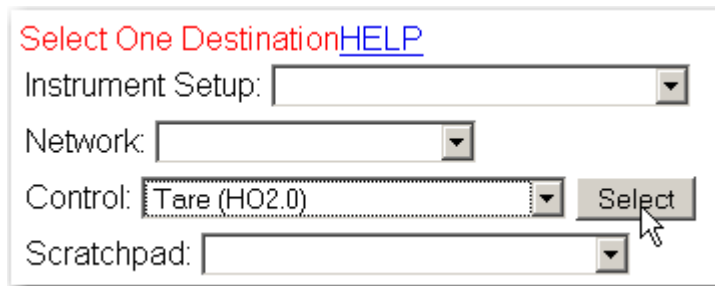 Select One DestinationHELP
Instrument Setup:
Network:
Control: Tare (HO2.0) Select
Scratchpad: